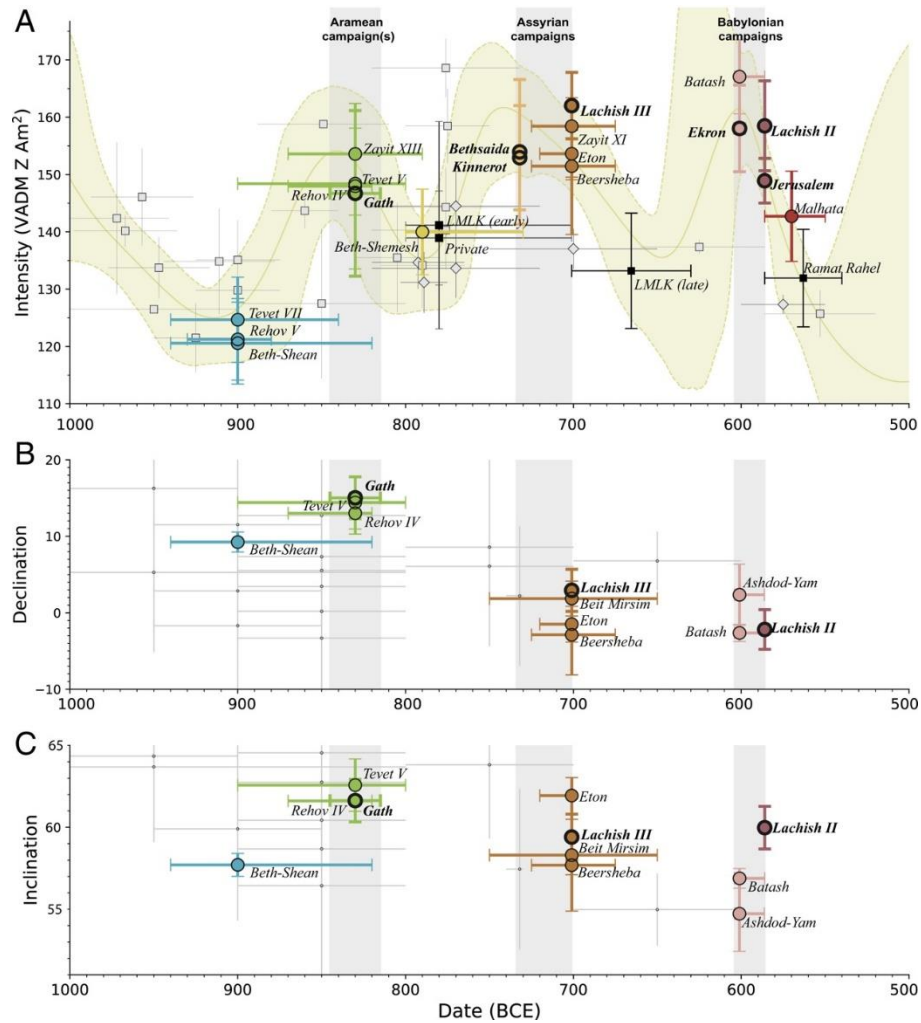 A
Aramean
campaign(s)
Assyrian
campaigns
Babylonian
campaigns
Intensity (VADM Z Am²)
170
160
150
140
130
120
110
Batash
Lachish III
Zayit XIII
Bethsaida
Zayit XI
Ekron
Lachish II
Kinnerot
Eton
Tevet V
Beersheba
Rehov IV
Gath
Jerusalem
LMLK (early)
Malhata
Beth-Shemesh
Private
LMLK (late)
Ramat Rahel
Tevet VII
Rehov V
Beth-Shean
1000 900 800 700 600 500
B
Declination
20
10
0
−10
Gath
Tevet V
Rehov IV
Beth-Shean
Lachish III
Beit Mirsim
Ashdod-Yam
Eton
Batash
Lachish II
Beersheba
1000 900 800 700 600 500
C
Inclination
65
60
55
Tevet V
Rehov IV
Gath
Eton
Lachish III
Lachish II
Beit Mirsim
Beth-Shean
Beersheba
Batash
Ashdod-Yam
1000 900 800 700 600 500
Date (BCE)